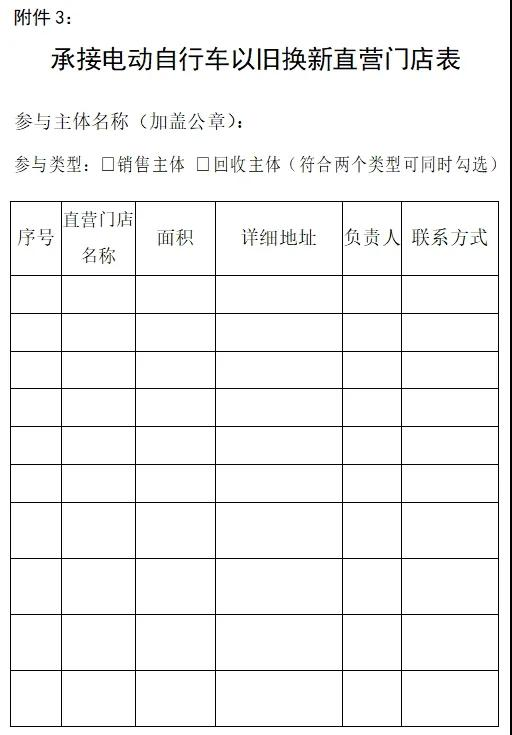 附件3：
承接电动自行车以旧换新直营门店表
参与主体名称（加盖公章）：
参与类型：□销售主体 □回收主体（符合两个类型可同时勾选）
序号 直营门店名称 面积 详细地址 负责人 联系方式